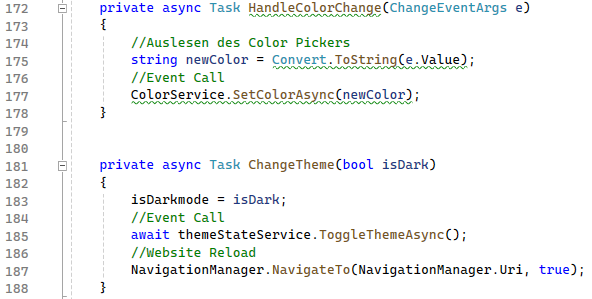 172 private async Task HandleColorChange(ChangeEventArgs e)
173 {
174 //Auslesen des Color Pickers
175 string newColor = Convert.ToString(e.Value);
176 //Event Call
177 ColorService.SetColorAsync(newColor);
178 }
179
180
181 private async Task ChangeTheme(bool isDark)
182 {
183 isDarkmode = isDark;
184 //Event Call
185 await themeStateService.ToggleThemeAsync();
186 //Website Reload
187 NavigationManager.NavigateTo(NavigationManager.Uri, true);
188 }